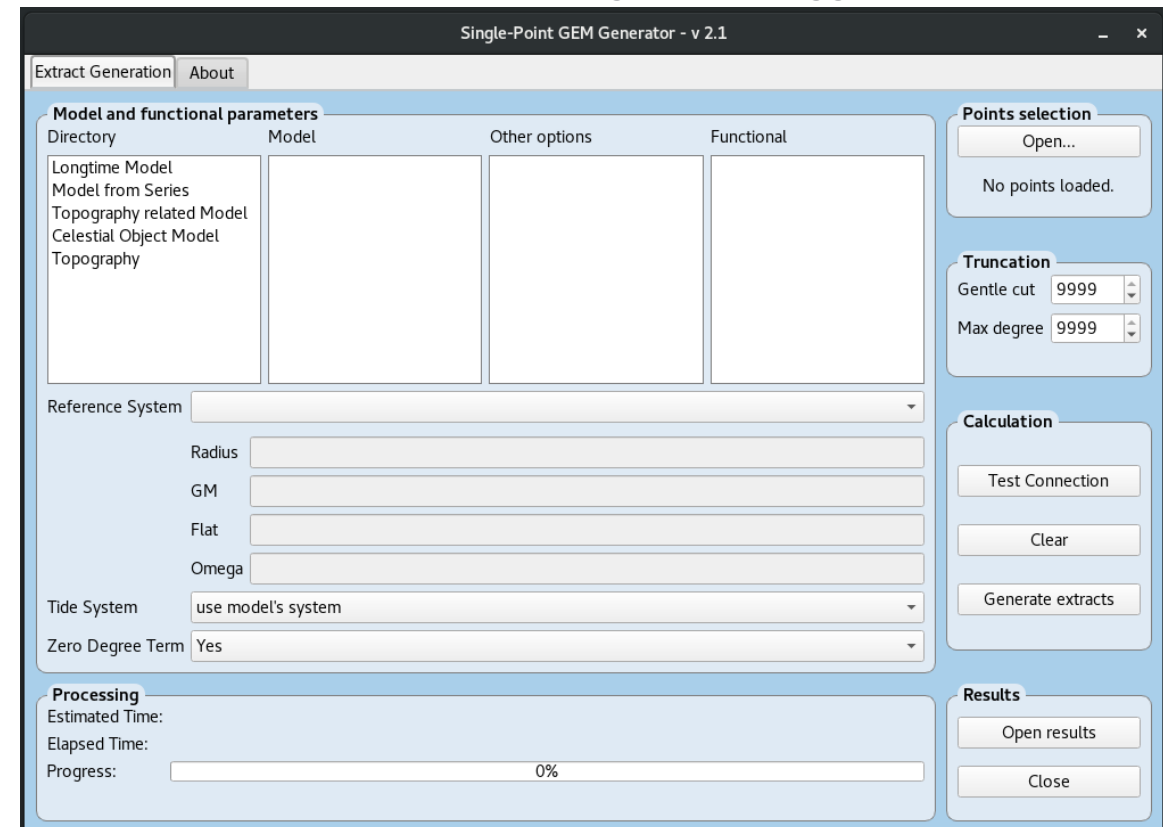 Single-Point GEM Generator - v 2.1
Extract Generation
About
Model and functional parameters
Directory
Model
Other options
Functional
Longtime Model
Model from Series
Topography related Model
Celestial Object Model
Topography
Reference System
Radius
GM
Flat
Omega
Tide System
use model's system
Zero Degree Term
Yes
Points selection
Open...
No points loaded.
Truncation
Gentle cut
9999
Max degree
9999
Calculation
Test Connection
Clear
Generate extracts
Processing
Estimated Time:
Elapsed Time:
Progress:
0%
Results
Open results
Close